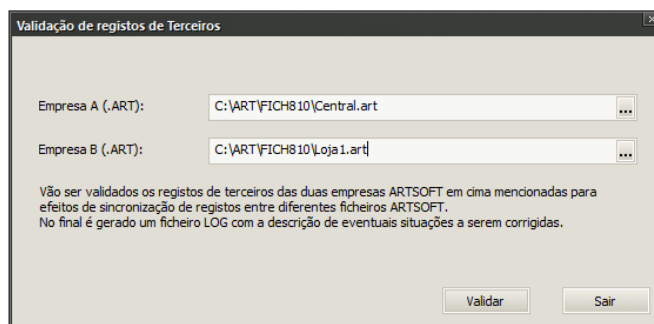 Validação de registos de Terceiros
Empresa A (.ART):
C:\ART\FICH810\Central.art
...
Empresa B (.ART):
C:\ART\FICH810\Loja1.art
...
Vão ser validados os registos de terceiros das duas empresas ARTSOFT em cima mencionadas para
efeitos de sincronização de registos entre diferentes ficheiros ARTSOFT.
No final é gerado um ficheiro LOG com a descrição de eventuais situações a serem corrigidas.
Validar
Sair